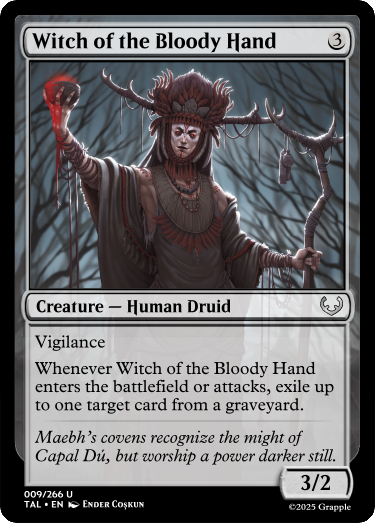 Witch of the Bloody Hand 3
Creature — Human Druid
Vigilance
Whenever Witch of the Bloody Hand
enters the battlefield or attacks, exile up
to one target card from a graveyard.
Maebh's covens recognize the might of
Capal Dú, but worship a power darker still.
3/2
009/266 U
TAL • EN Ender Coşkun
©2025 Grapple